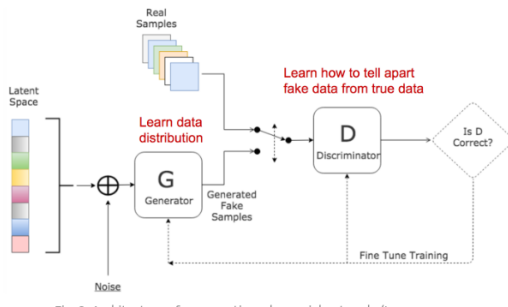 Real
Samples
Latent
Space
Learn how to tell apart
fake data from true data
Learn data
distribution
D
Discriminator
Is D
Correct?
G
Generator
Generated
Fake
Samples
Fine Tune Training
Noise